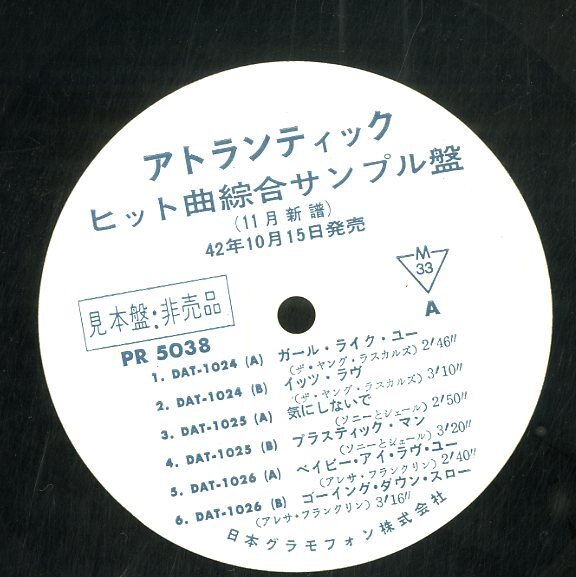 アトランティック
ヒット曲綜合サンプル盤
(11月新譜)
42年10月15日発売
M
33
A
見本盤・非売品
PR 5038
1. DAT-1024 (A) ガール・ライク・ユー
(ザ・ヤング・ラスカルズ) 2′46″
2. DAT-1024 (B) イッツ・ラヴ
(ザ・ヤング・ラスカルズ) 3′10″
3. DAT-1025 (A) 気にしないで
(ソニーとシェール) 2′50″
4. DAT-1025 (B) プラスティック・マン
(ソニーとシェール) 3′20″
5. DAT-1026 (A) ベイビー・アイ・ラヴ・ユー
(アレサ・フランクリン) 2′40″
6. DAT-1026 (B) ゴーイング・ダウン・スロー
(アレサ・フランクリン) 3′16″
日本グラモフォン株式会社